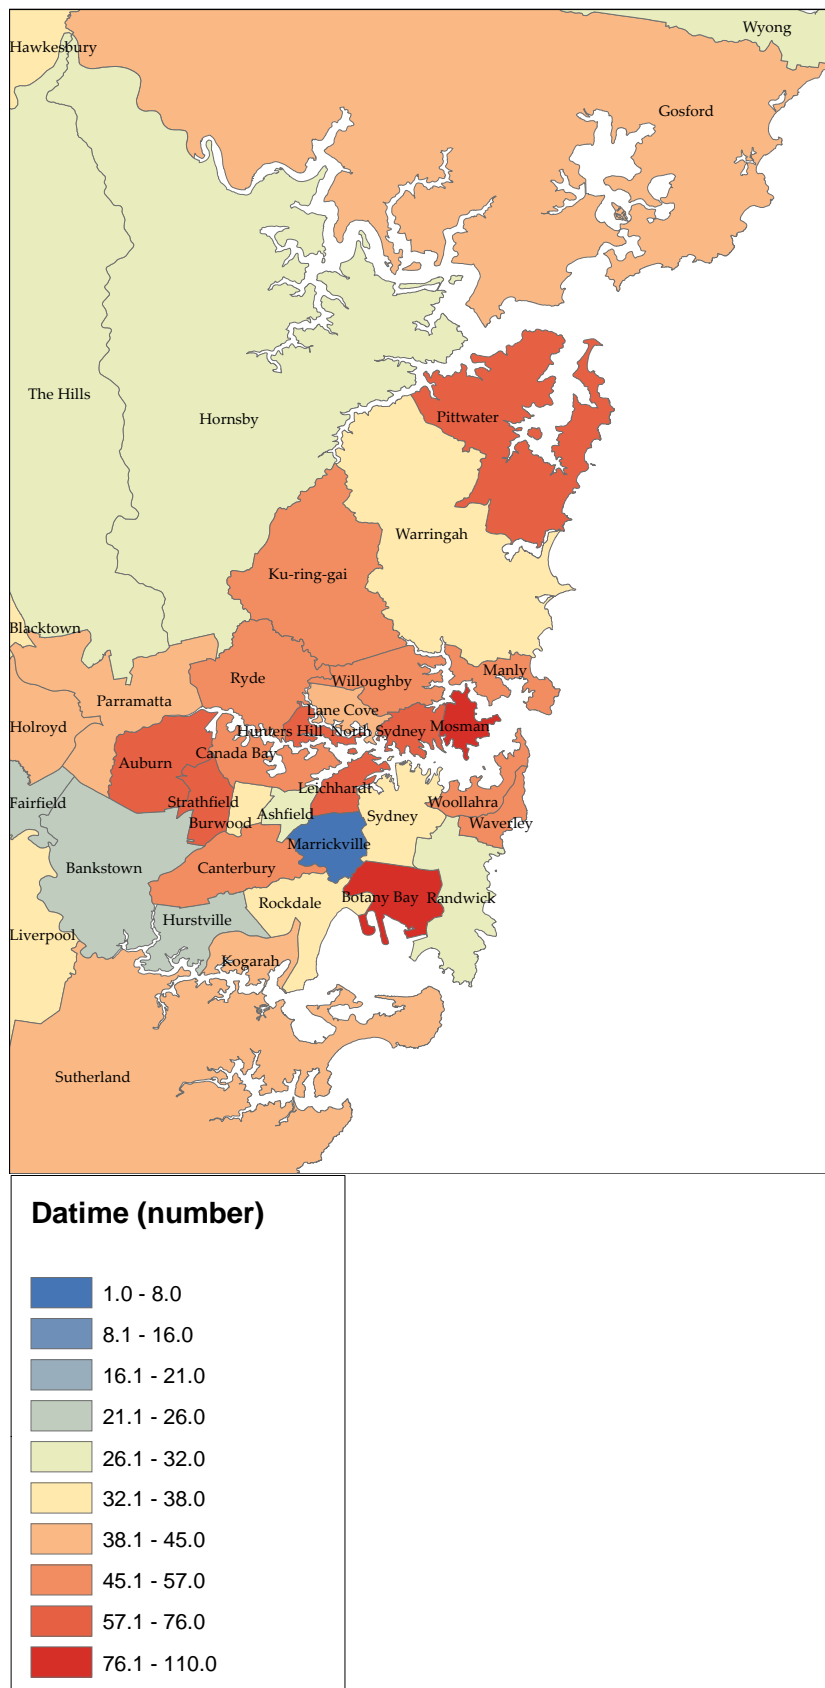 Wyong
Hawkesbury
Gosford
The Hills
Hornsby
Pittwater
Warringah
Ku-ring-gai
Blacktown
Manly
Ryde
Willoughby
Parramatta
Lane Cove
Holroyd
Hunters Hill
North Sydney
Mosman
Canada Bay
Auburn
Leichhardt
Fairfield
Strathfield
Woollahra
Ashfield
Sydney
Burwood
Waverley
Marrickville
Bankstown
Canterbury
Botany Bay
Randwick
Rockdale
Hurstville
Liverpool
Kogarah
Sutherland
Datime (number)
1.0 - 8.0
8.1 - 16.0
16.1 - 21.0
21.1 - 26.0
26.1 - 32.0
32.1 - 38.0
38.1 - 45.0
45.1 - 57.0
57.1 - 76.0
76.1 - 110.0